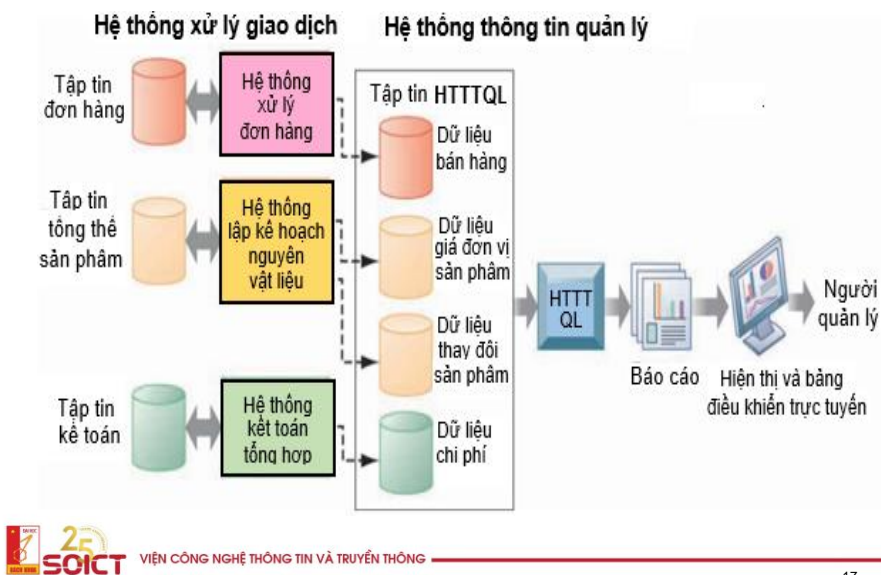 Hệ thống xử lý giao dịch
Hệ thống thông tin quản lý
Tập tin
đơn hàng
Hệ thống
xử lý
đơn hàng
Tập tin HTTTQL
Dữ liệu
bán hàng
Tập tin
tổng thể
sản phẩm
Hệ thống
lập kế hoạch
nguyên
vật liệu
Dữ liệu
giá đơn vị
sản phẩm
Dữ liệu
thay đổi
sản phẩm
HTTT
QL
Báo cáo
Hiện thị và bảng
điều khiển trực tuyến
Người
quản lý
Tập tin
kế toán
Hệ thống
kết toán
tổng hợp
Dữ liệu
chi phí
25
SOICT
VIỆN CÔNG NGHỆ THÔNG TIN VÀ TRUYỀN THÔNG